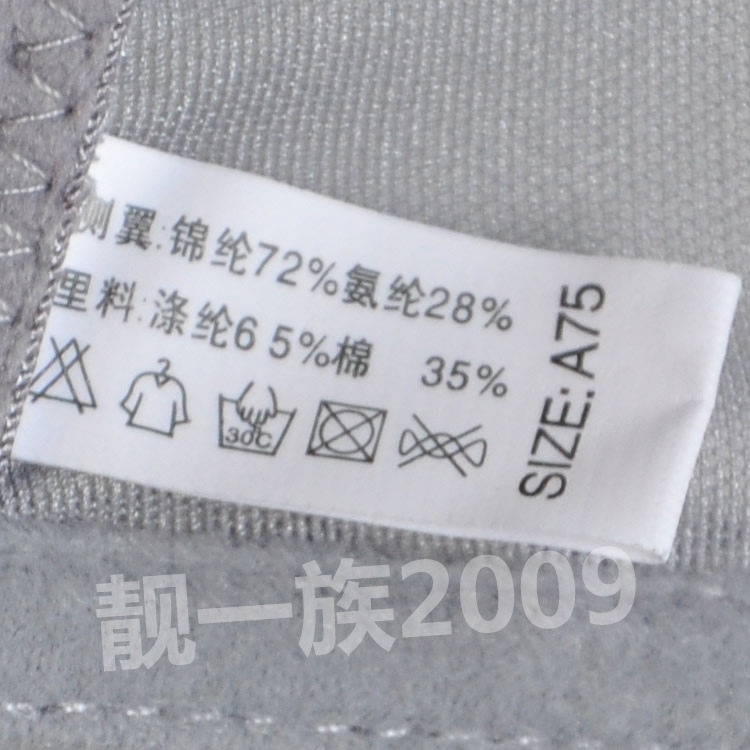 侧翼:锦纶72%氨纶28%
里料:涤纶65%棉 35%
30℃
SIZE: A75
靓一族2009